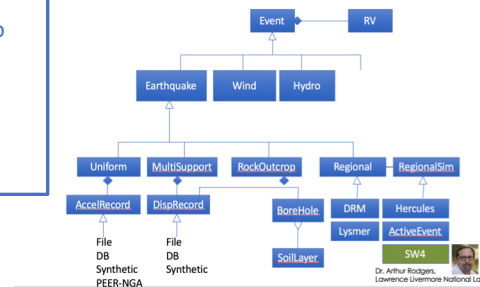 Event
RV
Earthquake
Wind
Hydro
Uniform
MultiSupport
RockOutcrop
Regional
RegionalSim
AccelRecord
DispRecord
BoreHole
DRM
Hercules
Lysmer
ActiveEvent
SoilLayer
SW4
File
DB
Synthetic
PEER-NGA
File
DB
Synthetic
Dr. Arthur Rodgers,
Lawrence Livermore National La